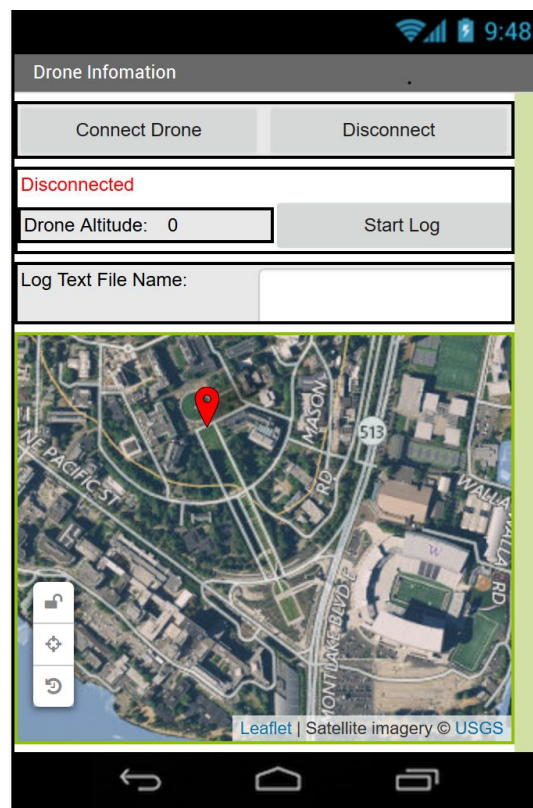 9:48
Drone Infomation
Connect Drone Disconnect
Disconnected
Drone Altitude: 0 Start Log
Log Text File Name:
MASON RD
513
NE PACIFIC ST
WALLA WALLA RD
W
MONTLAKE BLVD E
Leaflet | Satellite imagery © USGS